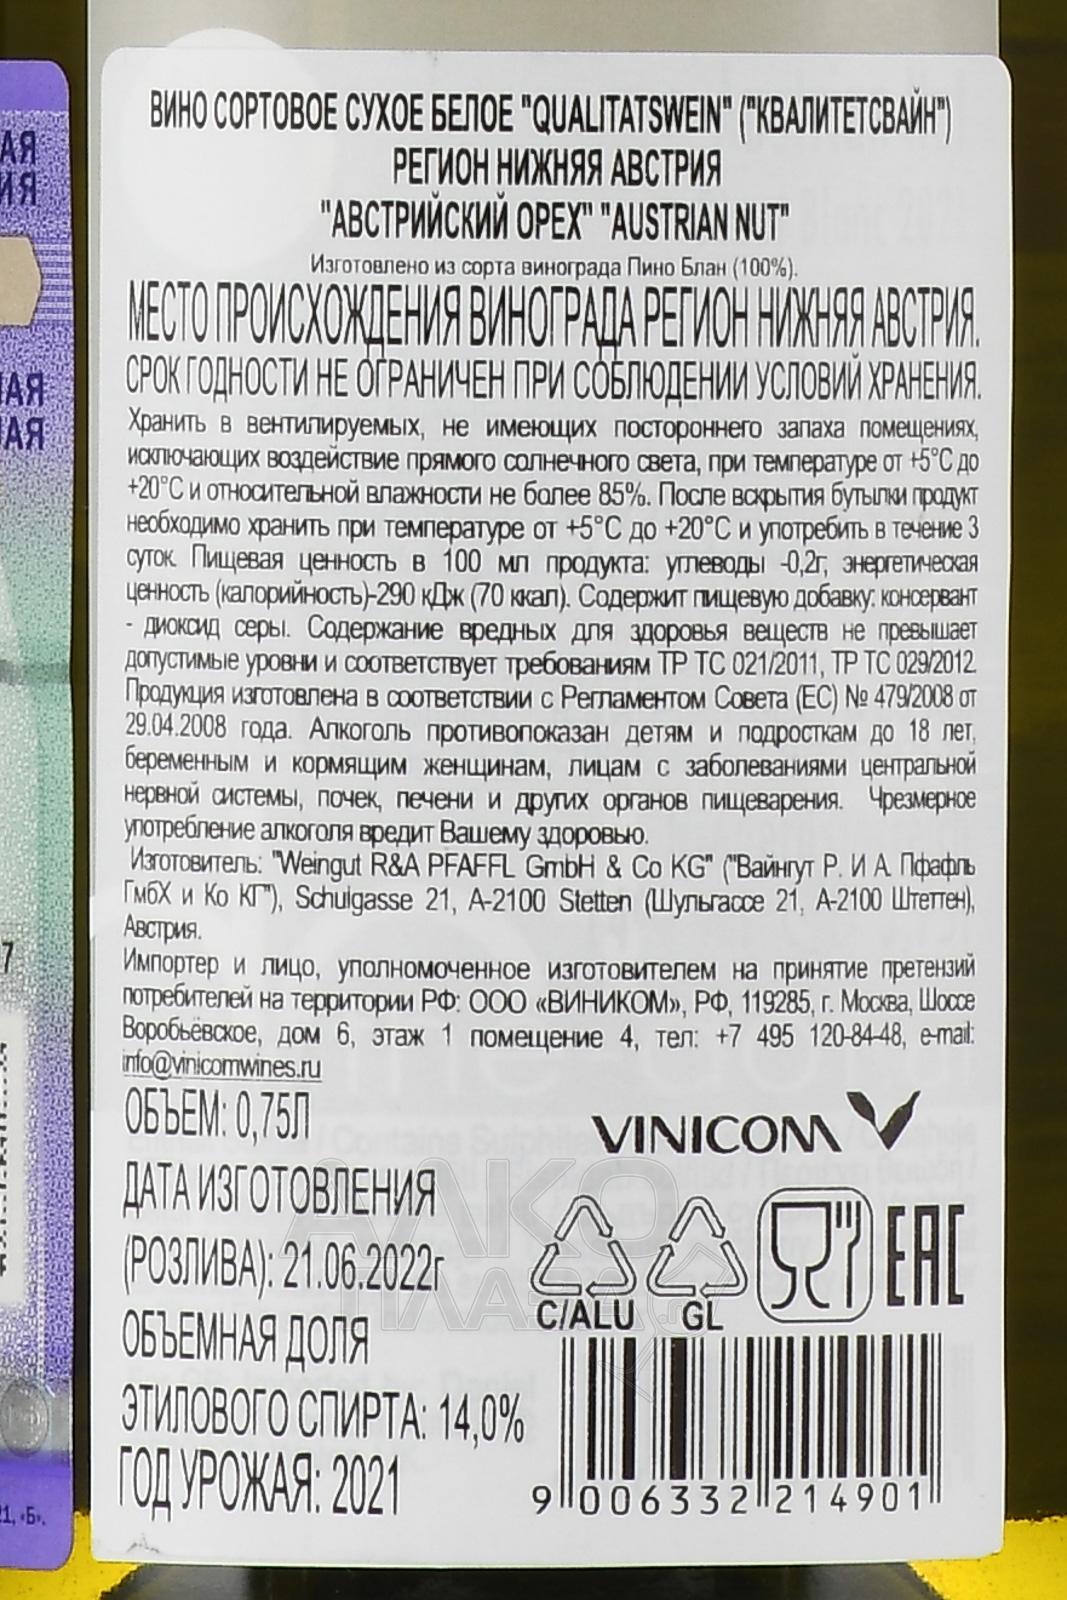 ВИНО СОРТОВОЕ СУХОЕ БЕЛОЕ "QUALITATSWEIN" ("КВАЛИТЕТСВАЙН")
РЕГИОН НИЖНЯЯ АВСТРИЯ
"АВСТРИЙСКИЙ ОРЕХ" "AUSTRIAN NUT"
Изготовлено из сорта винограда Пино Блан (100%).
МЕСТО ПРОИСХОЖДЕНИЯ ВИНОГРАДА РЕГИОН НИЖНЯЯ АВСТРИЯ.
СРОК ГОДНОСТИ НЕ ОГРАНИЧЕН ПРИ СОБЛЮДЕНИИ УСЛОВИЙ ХРАНЕНИЯ.
Хранить в вентилируемых, не имеющих постороннего запаха помещениях,
исключающих воздействие прямого солнечного света, при температуре от +5°С до
+20°С и относительной влажности не более 85%. После вскрытия бутылки продукт
необходимо хранить при температуре от +5°С до +20°С и употребить в течение 3
суток. Пищевая ценность в 100 мл продукта: углеводы -0,2г, энергетическая
ценность (калорийность)-290 кДж (70 ккал). Содержит пищевую добавку: консервант
- диоксид серы. Содержание вредных для здоровья веществ не превышает
допустимые уровни и соответствует требованиям ТР ТС 021/2011, ТР ТС 029/2012.
Продукция изготовлена в соответствии с Регламентом Совета (ЕС) № 479/2008 от
29.04.2008 года. Алкоголь противопоказан детям и подросткам до 18 лет,
беременным и кормящим женщинам, лицам с заболеваниями центральной
нервной системы, почек, печени и других органов пищеварения. Чрезмерное
употребление алкоголя вредит Вашему здоровью.
Изготовитель: "Weingut R&A PFAFFL GmbH & Co KG" ("Вайнгут Р. И А. Пфафль
ГмбХ и Ко КГ"), Schulgasse 21, A-2100 Stetten (Шульгассе 21, А-2100 Штеттен),
Австрия.
Импортер и лицо, уполномоченное изготовителем на принятие претензий
потребителей на территории РФ: ООО «ВИНИКОМ», РФ, 119285, г. Москва, Шоссе
Воробьёвское, дом 6, этаж 1 помещение 4, тел: +7 495 120-84-48, e-mail:
info@vinicomwines.ru
ОБЪЕМ: 0,75Л
VINICOM
ДАТА ИЗГОТОВЛЕНИЯ
(РОЗЛИВА): 21.06.2022г
C/ALU GL EAC
ОБЪЕМНАЯ ДОЛЯ
ЭТИЛОВОГО СПИРТА: 14,0%
ГОД УРОЖАЯ: 2021
9 006332 214901
АЛКО
ПЛАЗА